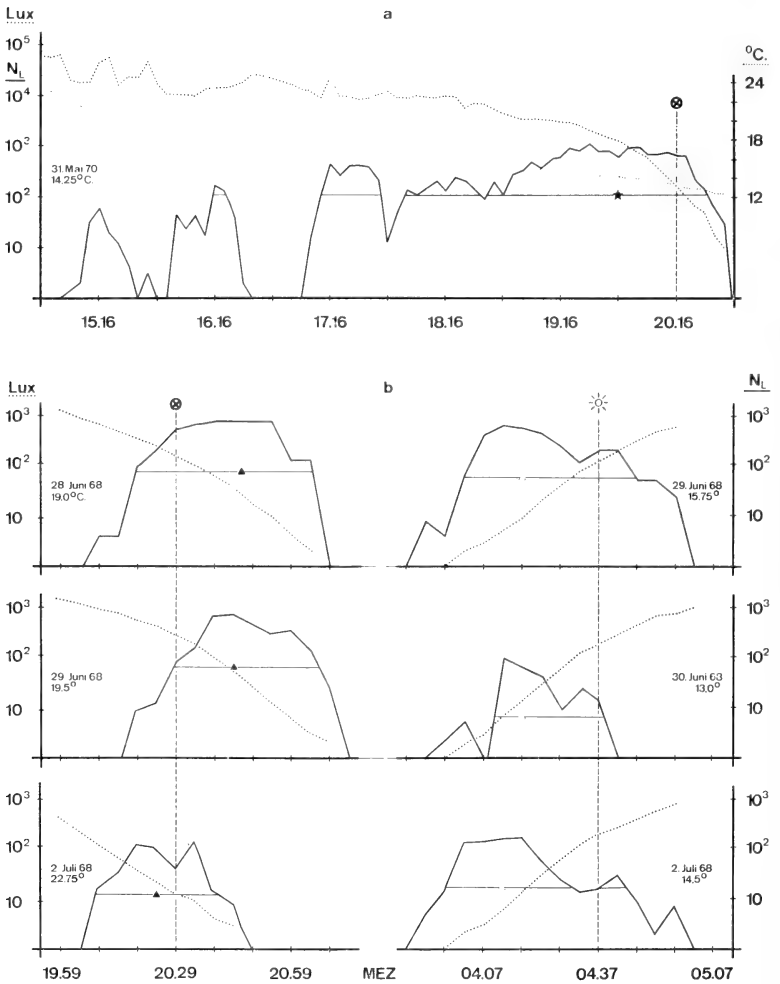 Lux a
10⁵ °C.
N_L
24
10⁴
18
10²
31. Mai 70
14.25°C.
10² 12
10
15.16 16.16 17.16 18.16 19.16 20.16
Lux b N_L
10³ 10³
10² 10²
28 Juni 68 29. Juni 68
19.0°C. 15.75°
10 10
10³ 10³
10² 10²
29 Juni 68 30. Juni 63
19.5° 13.0°
10 10
10³ 10³
10² 10²
2. Juli 68 2. Juli 68
22.75° 14,5°
10 10
19.59 20.29 20.59 MEZ 04.07 04.37 05.07